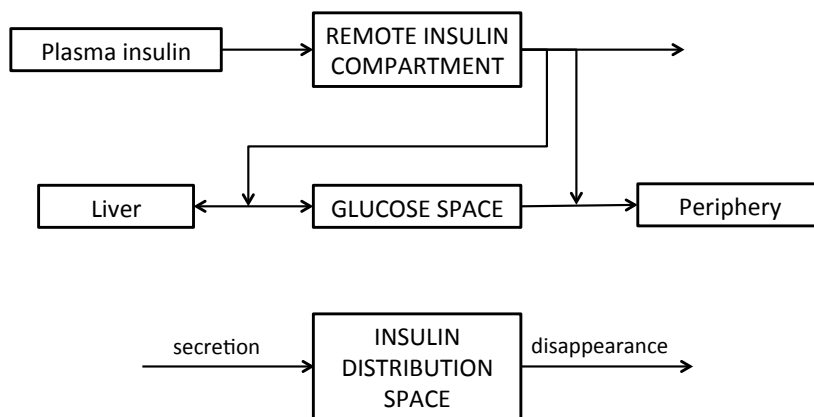 Plasma insulin
REMOTE INSULIN
COMPARTMENT
Liver
GLUCOSE SPACE
Periphery
secretion
INSULIN
DISTRIBUTION
SPACE
disappearance